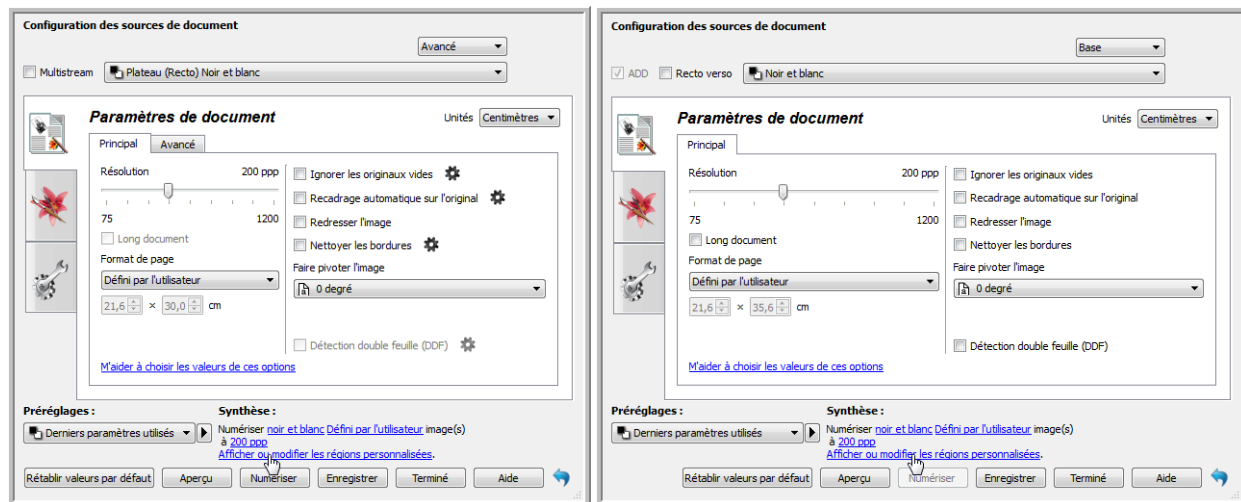 Configuration des sources de document
Avancé
Multistream Plateau (Recto) Noir et blanc
Paramètres de document Unités Centimètres
Principal Avancé
Résolution 200 ppp
75 1200
Long document
Format de page
Défini par l'utilisateur
21,6 × 30,0 cm
Ignorer les originaux vides
Recadrage automatique sur l'original
Redresser l'image
Nettoyer les bordures
Faire pivoter l'image
0 degré
Détection double feuille (DDF)
M'aider à choisir les valeurs de ces options
Préréglages :
Derniers paramètres utilisés
Synthèse :
Numériser noir et blanc Défini par l'utilisateur image(s)
à 200 ppp
Afficher ou modifier les régions personnalisées.
Rétablir valeurs par défaut Aperçu Numériser Enregistrer Terminé Aide
Configuration des sources de document
Base
ADD Recto verso Noir et blanc
Paramètres de document Unités Centimètres
Principal
Résolution 200 ppp
75 1200
Long document
Format de page
Défini par l'utilisateur
21,6 × 35,6 cm
Ignorer les originaux vides
Recadrage automatique sur l'original
Redresser l'image
Nettoyer les bordures
Faire pivoter l'image
0 degré
Détection double feuille (DDF)
M'aider à choisir les valeurs de ces options
Préréglages :
Derniers paramètres utilisés
Synthèse :
Numériser noir et blanc Défini par l'utilisateur image(s)
à 200 ppp
Afficher ou modifier les régions personnalisées.
Rétablir valeurs par défaut Aperçu Numériser Enregistrer Terminé Aide